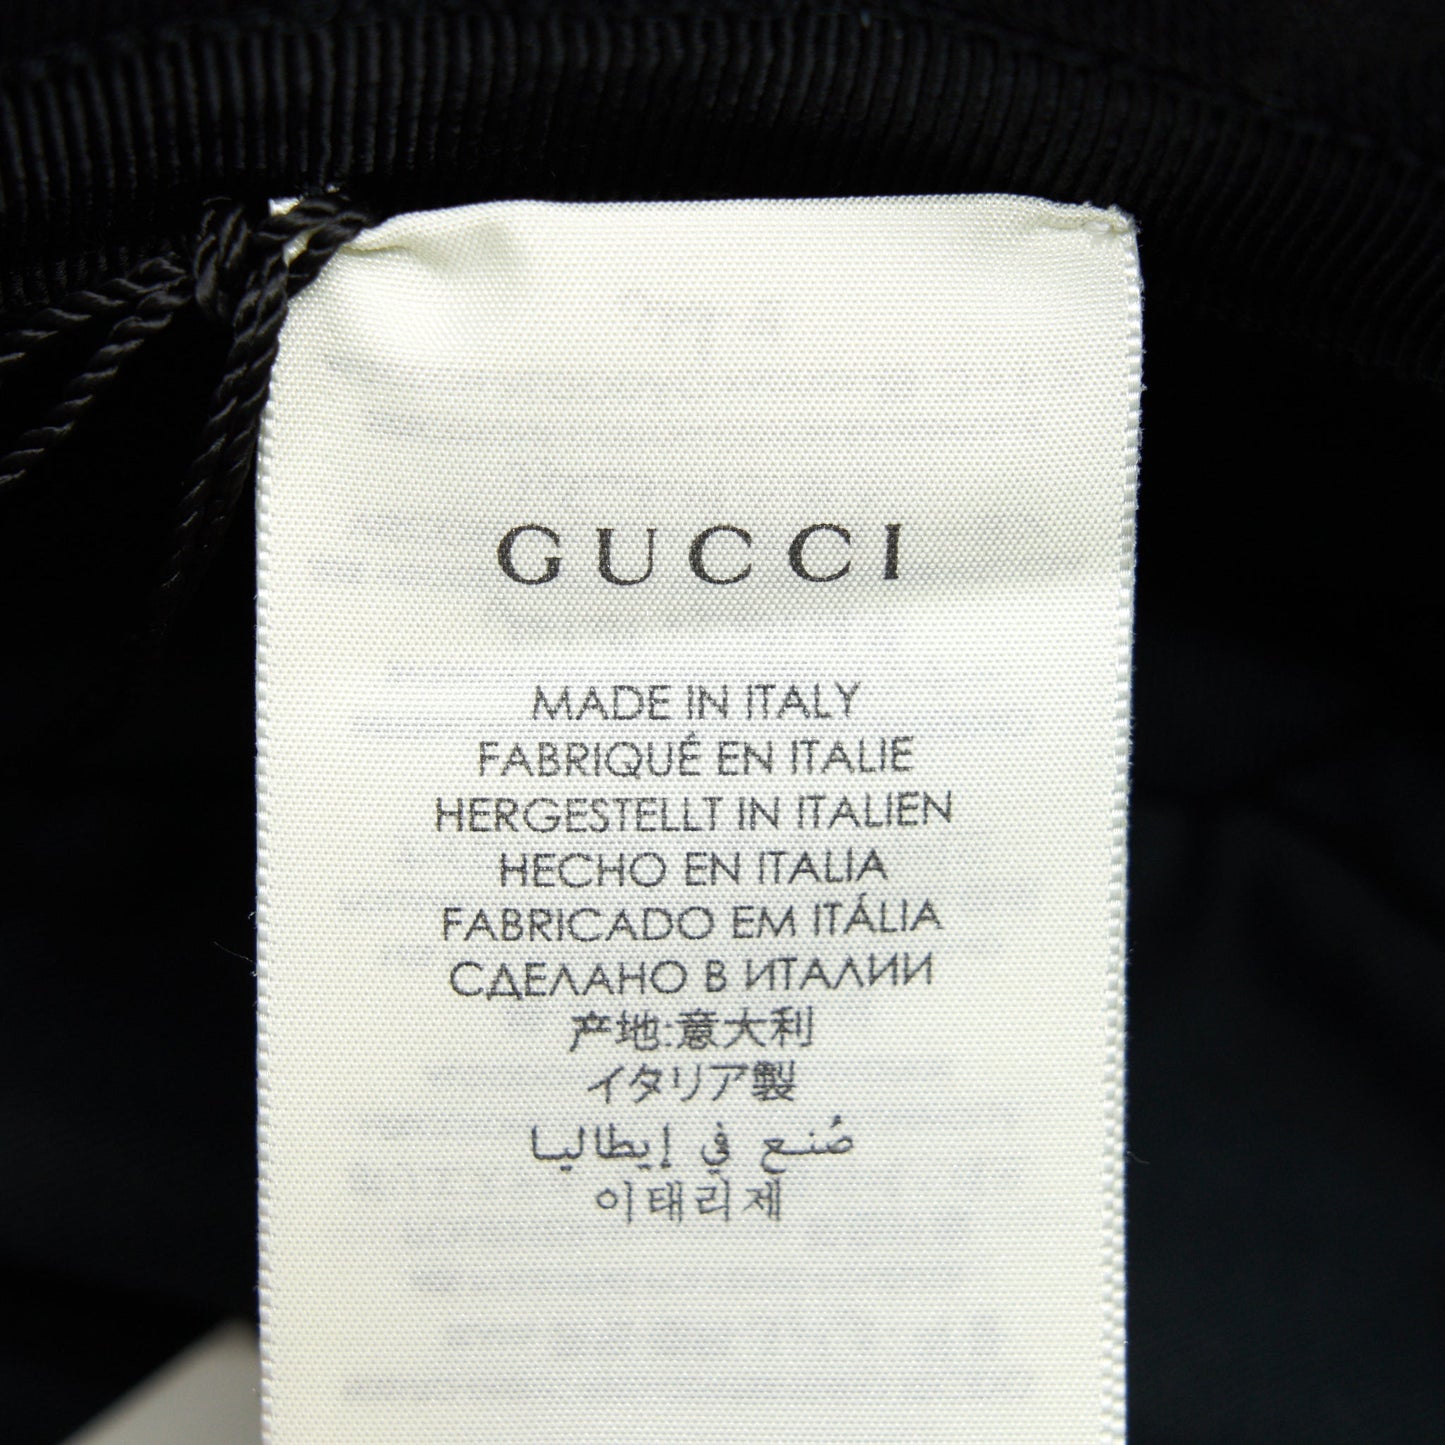 GUCCI
MADE IN ITALY
FABRIQUÉ EN ITALIE
HERGESTELLT IN ITALIEN
HECHO EN ITALIA
FABRICADO EM ITÁLIA
СДЕЛАНО В ИТАЛИИ
产地:意大利
イタリア製
صُنع في إيطاليا
이태리제